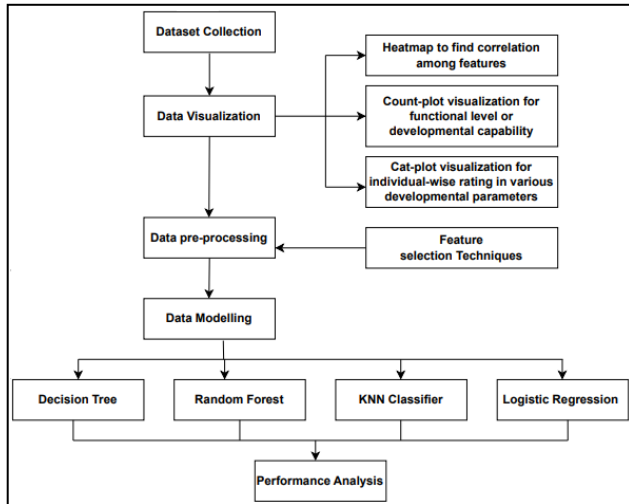 Dataset Collection
Heatmap to find correlation
among features
Data Visualization
Count-plot visualization for
functional level or
developmental capability
Cat-plot visualization for
individual-wise rating in various
developmental parameters
Data pre-processing
Feature
selection Techniques
Data Modelling
Decision Tree
Random Forest
KNN Classifier
Logistic Regression
Performance Analysis